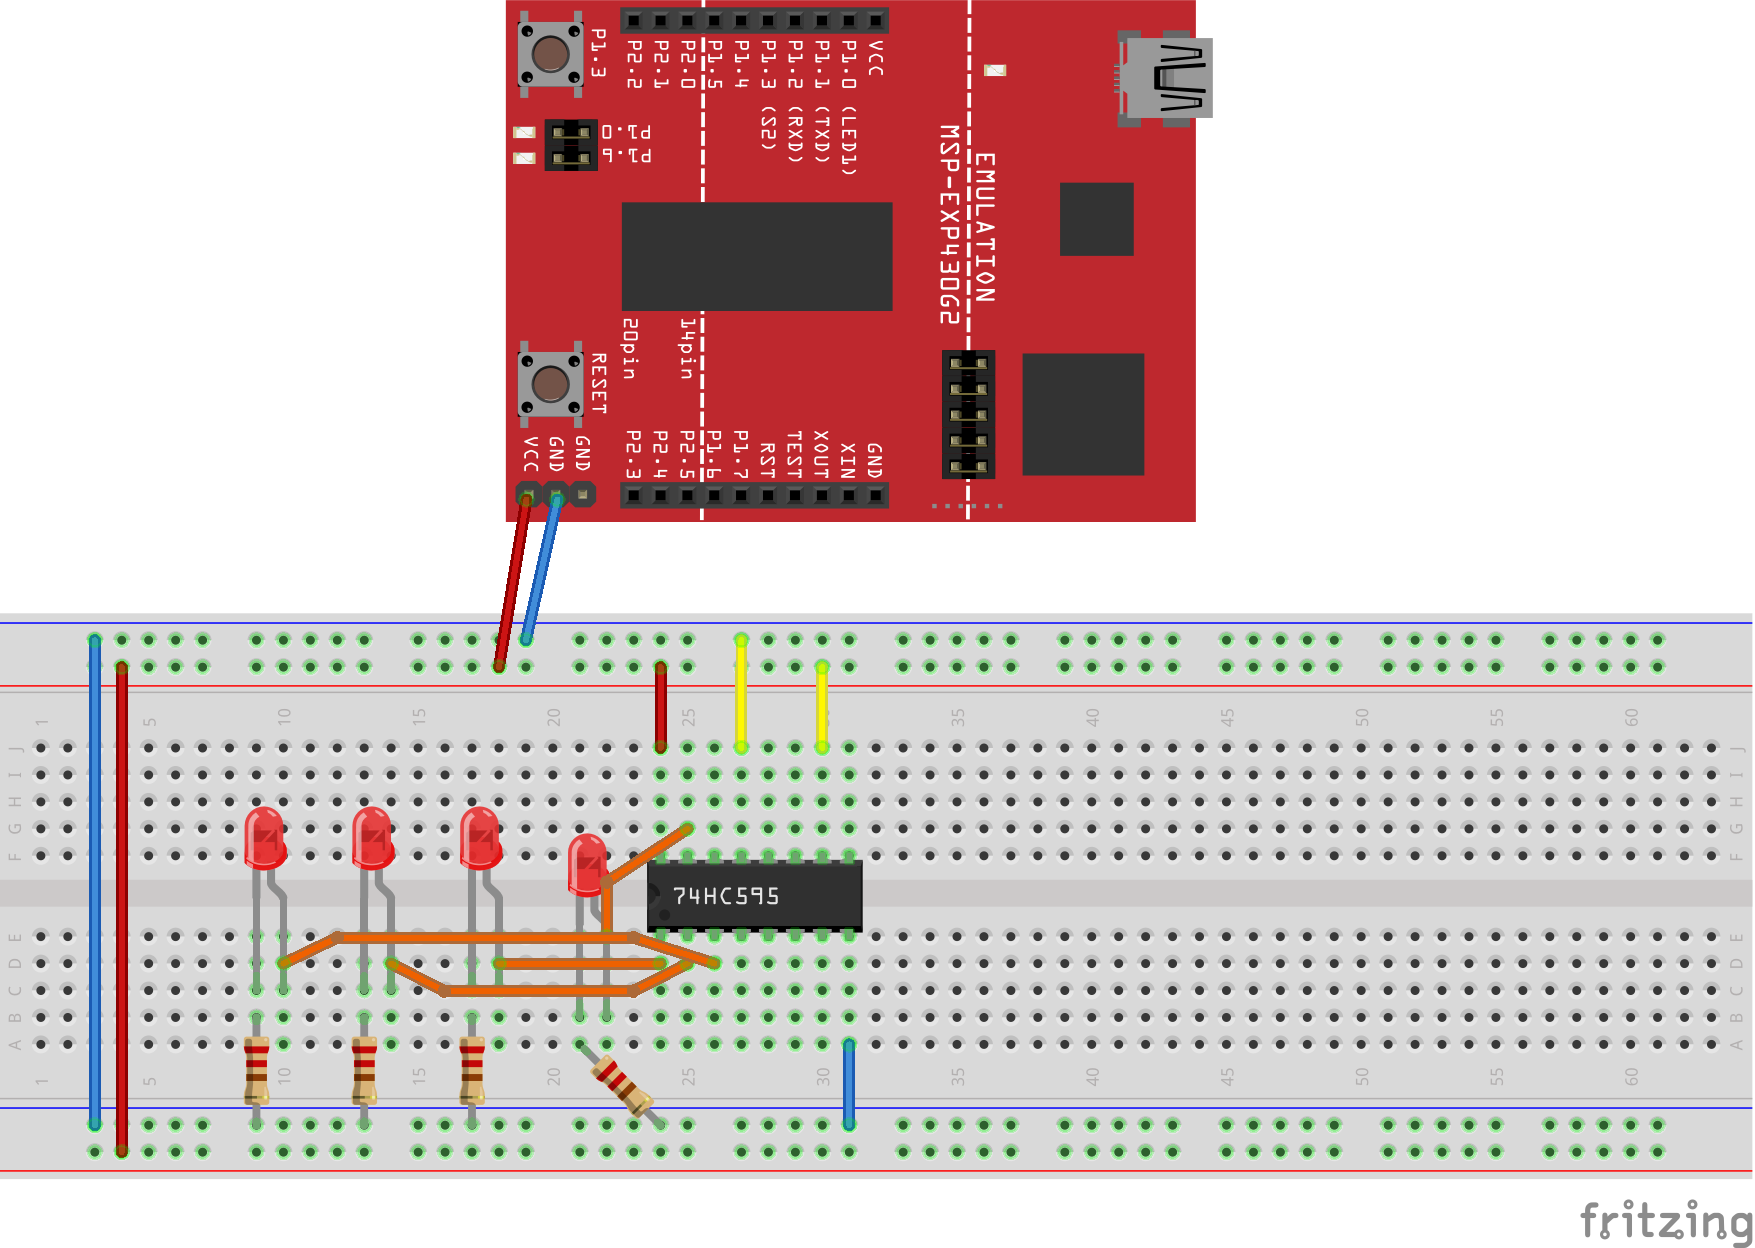 P1.3
P2.2
P2.1
P2.0
P1.5
P1.4
P1.3 (S2)
P1.2 (RXD)
P1.1 (TXD)
P1.0 (LED1)
VCC
P1.0
P1.6
EMULATION
MSP-EXP430G2
20pin
14pin
RESET
VCC
GND
GND
P2.3
P2.4
P2.5
P1.6
P1.7
RST
TEST
XOUT
XIN
GND
1 5 10 15 20 25 35 40 45 50 55 60
J J
I I
H H
G G
F F
74HC595
E E
D D
C C
B B
A A
1 5 10 15 20 25 30 35 40 45 50 55 60
fritzing